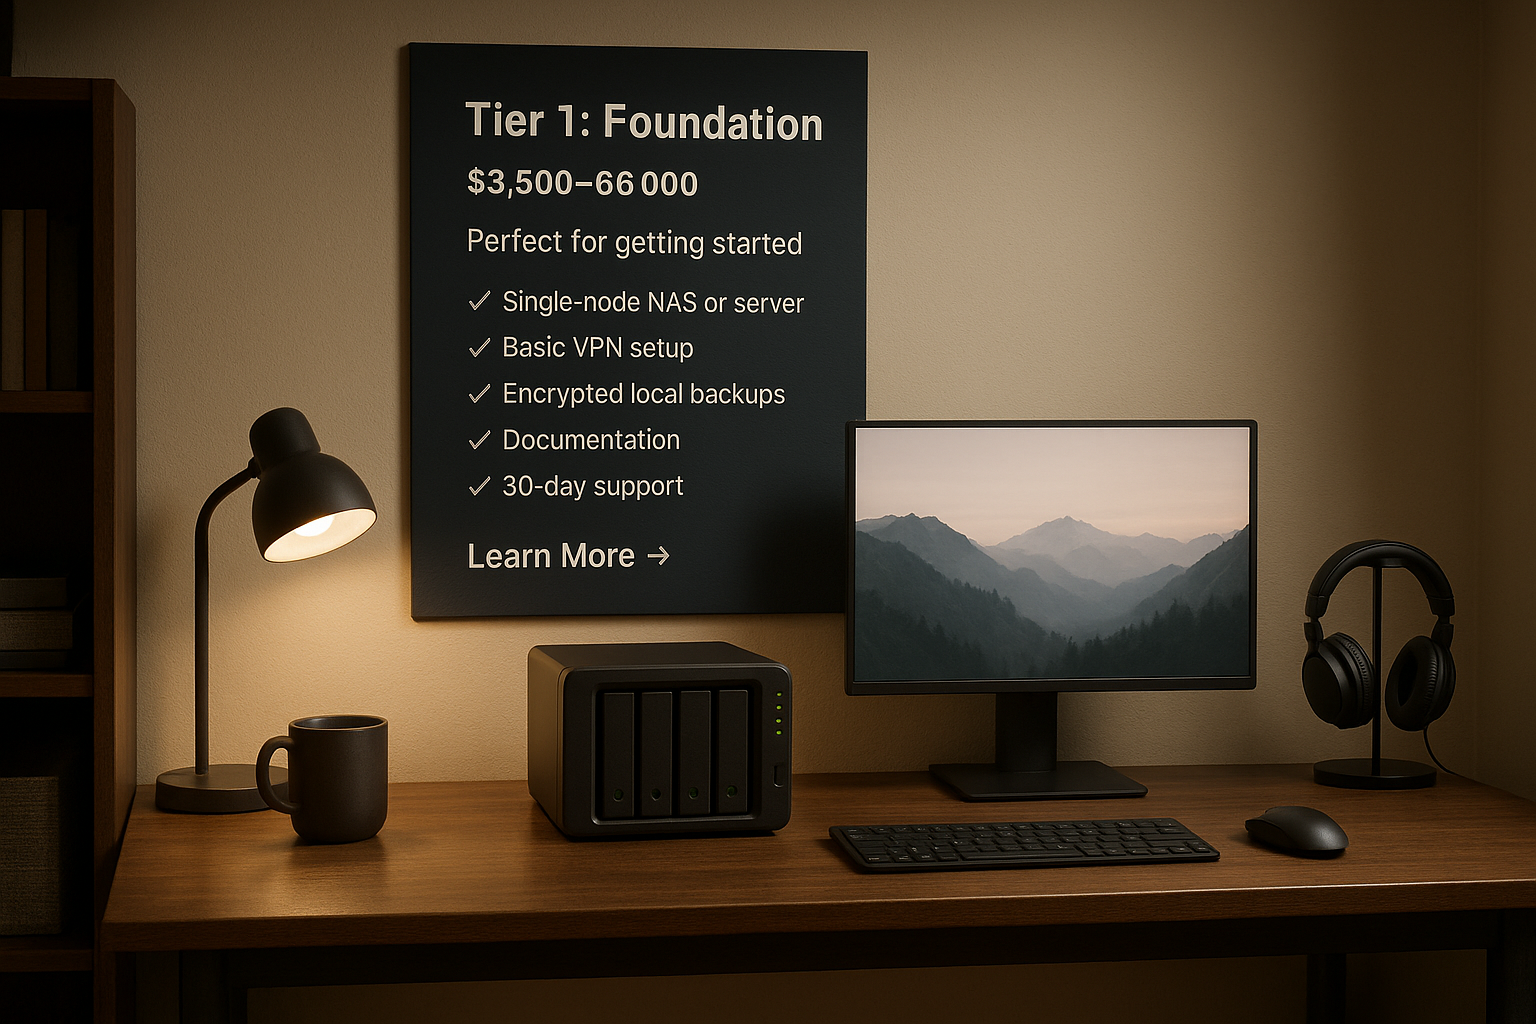 Tier 1: Foundation
$3,500–66 000
Perfect for getting started
✓ Single-node NAS or server
✓ Basic VPN setup
✓ Encrypted local backups
✓ Documentation
✓ 30-day support
Learn More →